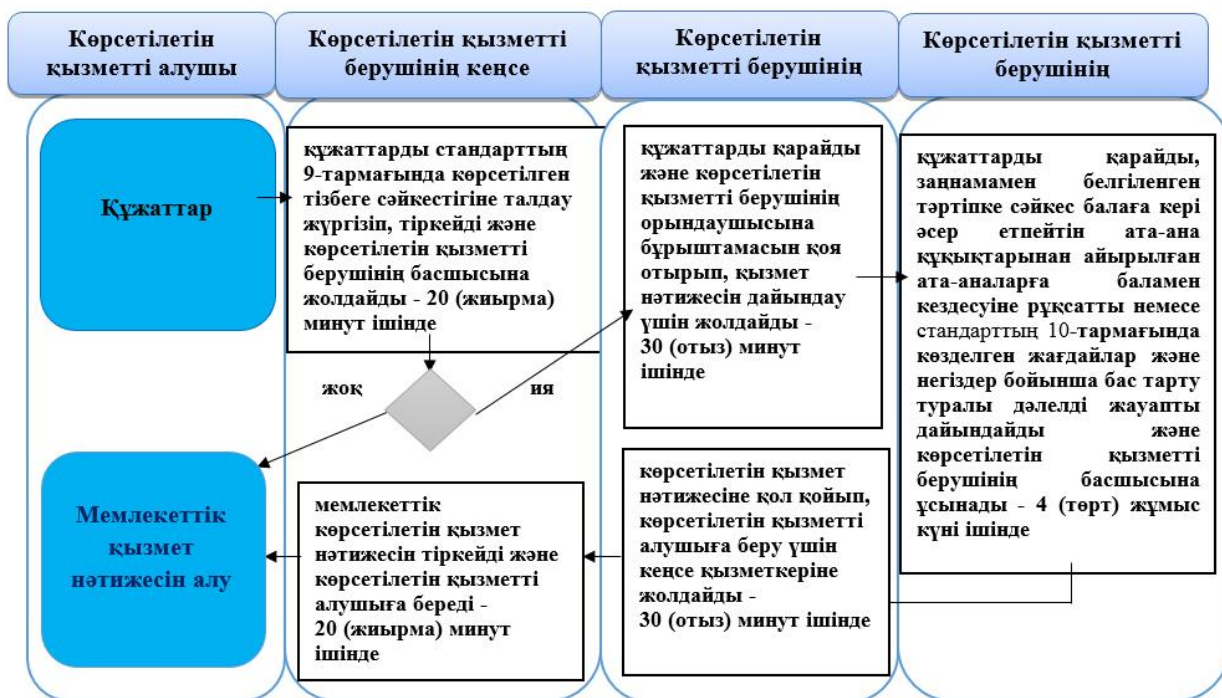 Көрсетілетін
қызметті алушы
Көрсетілетін қызметті
берушінің кеңсе
Көрсетілетін
қызметті берушінің
Көрсетілетін қызметті
берушінің
Құжаттар
құжаттарды стандарттың
9-тармағында көрсетілген
тізбеге сәйкестігіне талдау
жүргізіп, тіркейді және
көрсетілетін қызметті
берушінің басшысына
жолдайды - 20 (жиырма)
минут ішінде
жоқ
ия
құжаттарды қарайды
және көрсетілетін
қызметті берушінің
орындаушысына
бұрыштамасын қоя
отырып, қызмет
нәтижесін дайындау
үшін жолдайды -
30 (отыз) минут
ішінде
құжаттарды қарайды,
заңнамамен белгіленген
тәртіпке сәйкес балаға кері
әсер етпейтін ата-ана
құқықтарынан айырылған
ата-аналарға баламен
кездесуіне рұқсатты немесе
стандарттың 10-тармағында
көзделген жағдайлар және
негіздер бойынша бас тарту
туралы дәлелді жауапты
дайындайды және
көрсетілетін қызметті
берушінің басшысына
ұсынады - 4 (төрт) жұмыс
күні ішінде
көрсетілетін қызмет
нәтижесіне қол қойып,
көрсетілетін қызметті
алушыға беру үшін
кеңсе қызметкеріне
жолдайды -
30 (отыз) минут ішінде
мемлекеттік
көрсетілетін қызмет
нәтижесін тіркейді және
көрсетілетін қызметті
алушыға береді -
20 (жиырма) минут
ішінде
Мемлекеттік
қызмет
нәтижесін алу